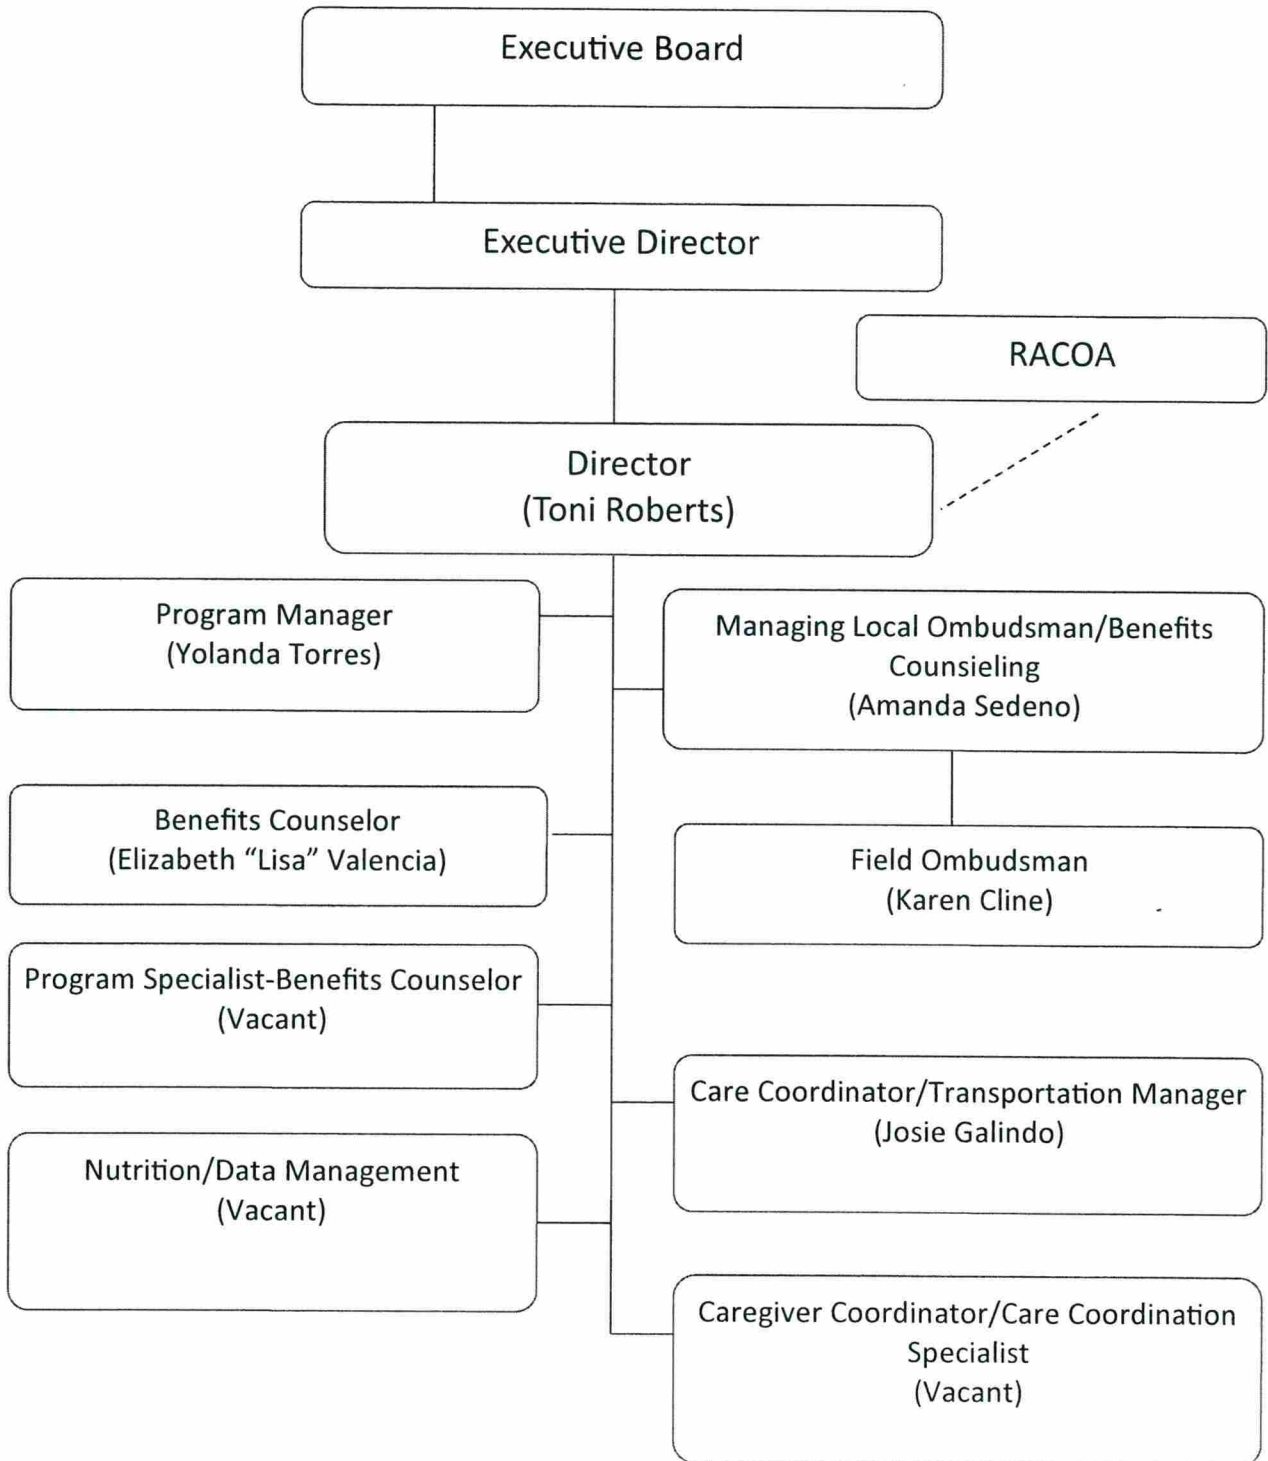 Executive Board
Executive Director
RACOA
Director
(Toni Roberts)
Program Manager
(Yolanda Torres)
Managing Local Ombudsman/Benefits
Counsieling
(Amanda Sedeno)
Benefits Counselor
(Elizabeth “Lisa” Valencia)
Field Ombudsman
(Karen Cline)
Program Specialist-Benefits Counselor
(Vacant)
Care Coordinator/Transportation Manager
(Josie Galindo)
Nutrition/Data Management
(Vacant)
Caregiver Coordinator/Care Coordination
Specialist
(Vacant)